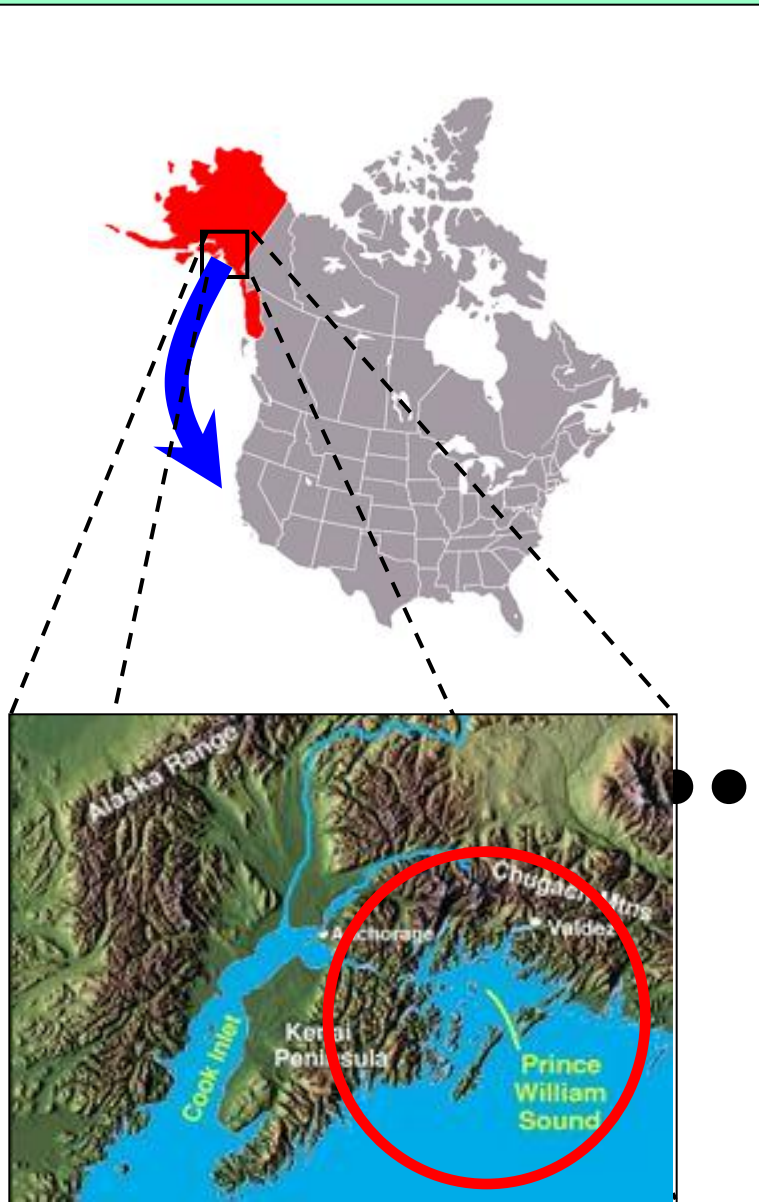 Alaska Range
Chugach Mtns
Anchorage
Valdez
Kenai
Peninsula
Cook Inlet
Prince
William
Sound